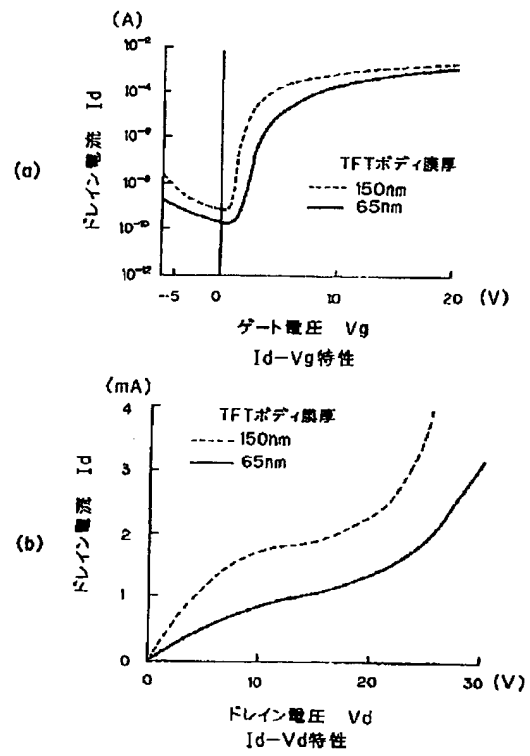 (A)
10⁻²
10⁻⁴
10⁻⁶
10⁻⁸
10⁻¹⁰
10⁻¹²
ドレイン電流 Id
(a)
TFTボディ膜厚
150nm
65nm
-5 0 10 20 (V)
ゲート電圧 Vg
Id-Vg特性
(mA)
4
3
2
1
0
ドレイン電流 Id
(b)
TFTボディ膜厚
150nm
65nm
0 10 20 30 (V)
ドレイン電圧 Vd
Id-Vd特性